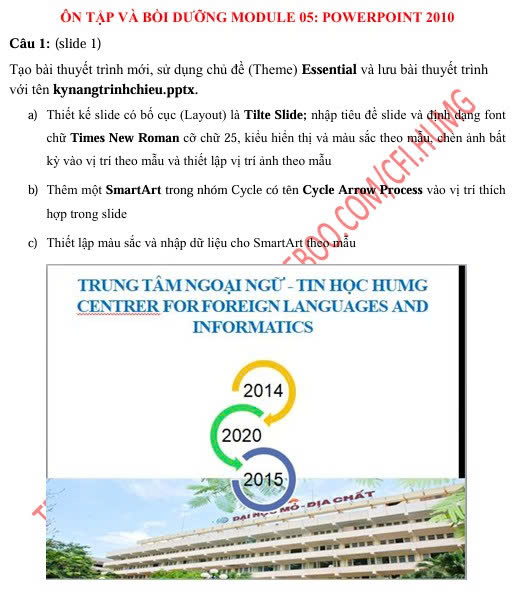 ÔN TẬP VÀ BỒI DƯỠNG MODULE 05: POWERPOINT 2010
Câu 1: (slide 1)
Tạo bài thuyết trình mới, sử dụng chủ đề (Theme) Essential và lưu bài thuyết trình
với tên kynangtrinhchieu.pptx.
a) Thiết kế slide có bố cục (Layout) là Tilte Slide; nhập tiêu đề slide và định dạng font
chữ Times New Roman cỡ chữ 25, kiểu hiển thị và màu sắc theo mẫu, chèn ảnh bất
kỳ vào vị trí theo mẫu và thiết lập vị trí ảnh theo mẫu
b) Thêm một SmartArt trong nhóm Cycle có tên Cycle Arrow Process vào vị trí thích
hợp trong slide
c) Thiết lập màu sắc và nhập dữ liệu cho SmartArt theo mẫu
TRUNG TÂM NGOẠI NGỮ - TIN HỌC HUMG
CENTRER FOR FOREIGN LANGUAGES AND
INFORMATICS
2014
2020
2015
ĐẠI HỌC MỎ - ĐỊA CHẤT
BOO.COM/CFI.HUMG